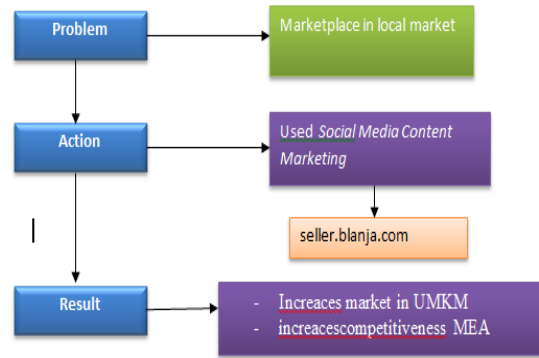 Problem
Marketplace in local market
Action
Used Social Media Content
Marketing
seller.blanja.com
Result
- Increaces market in UMKM
- increacescompetitiveness MEA